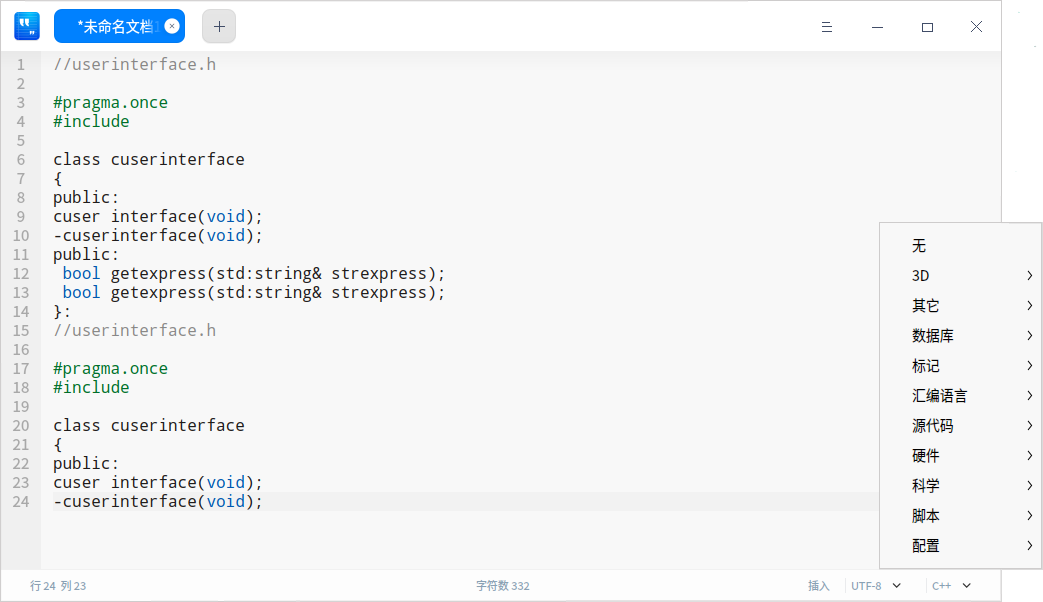 *未命名文档
1 //userinterface.h
2
3 #pragma.once
4 #include
5
6 class cuserinterface
7 {
8 public:
9 cuser interface(void);
10 -cuserinterface(void);
11 public:
12 bool getexpress(std:string& strexpress);
13 bool getexpress(std:string& strexpress);
14 }:
15 //userinterface.h
16
17 #pragma.once
18 #include
19
20 class cuserinterface
21 {
22 public:
23 cuser interface(void);
24 -cuserinterface(void);
无
3D
其它
数据库
标记
汇编语言
源代码
硬件
科学
脚本
配置
行 24 列 23 字符数 332 插入 UTF-8 C++